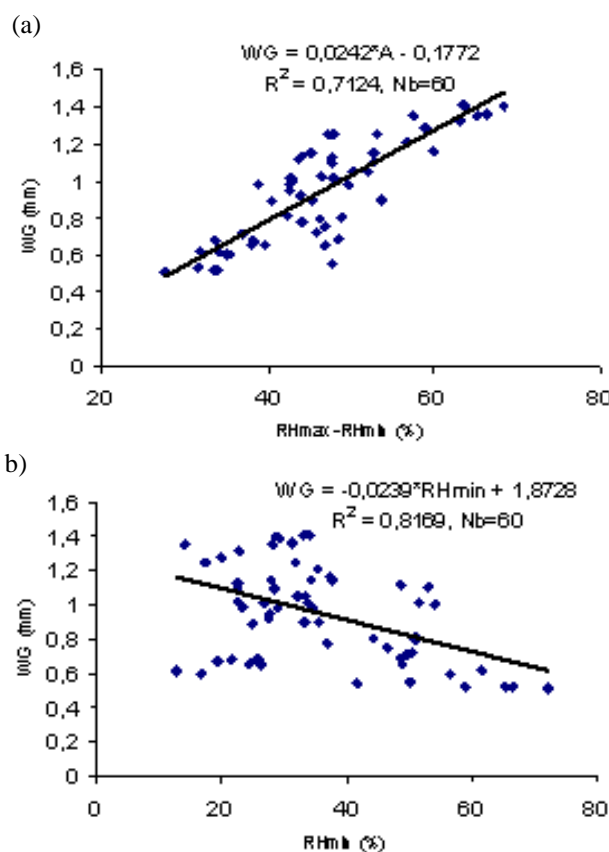 (a)
WG = 0,0242*A - 0,1772
R² = 0,7124, Nb=60
1,6
1,4
1,2
1
0,8
0,6
0,4
0,2
0
WG (mm)
20
40
60
80
RHmax-RHmin (%)
b)
WG = -0,0239*RHmin + 1,8728
R² = 0,8169, Nb=60
1,6
1,4
1,2
1
0,8
0,6
0,4
0,2
0
WG (mm)
0
20
40
60
80
RHmin (%)